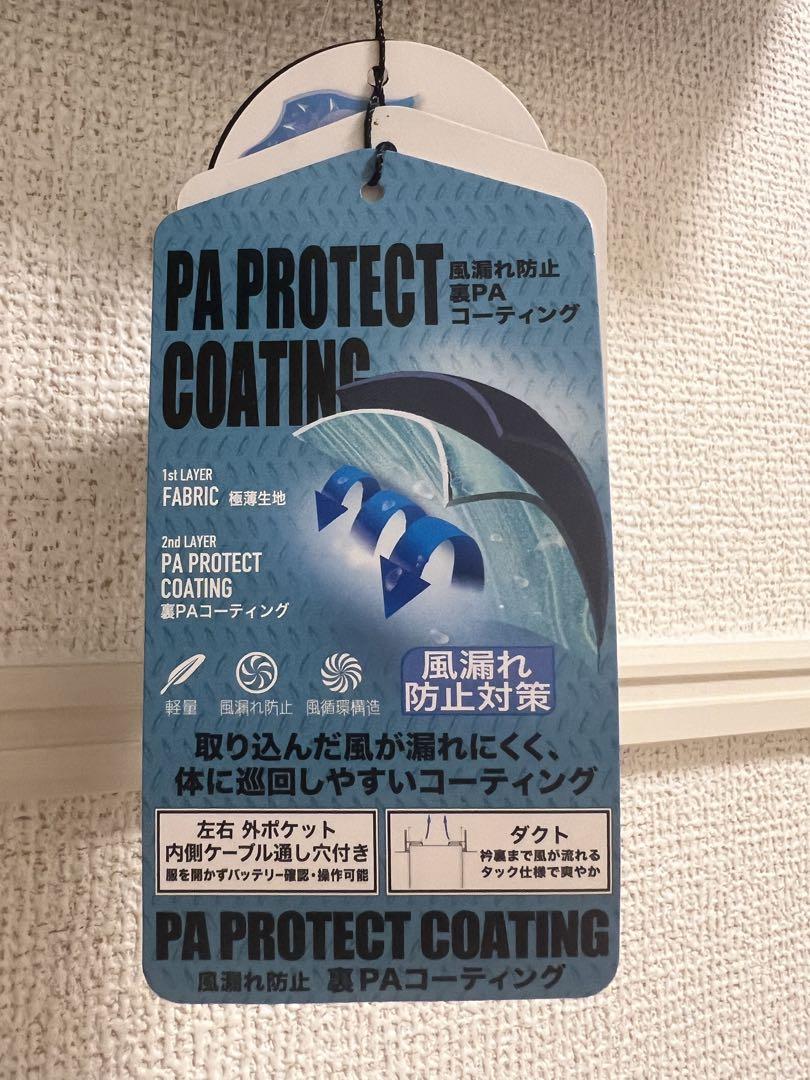 PA PROTECT
COATING
風漏れ防止
裏PA
コーティング
1st LAYER
FABRIC 極薄生地
2nd LAYER
PA PROTECT
COATING
裏PAコーティング
軽量
風漏れ防止
風循環構造
風漏れ
防止対策
取り込んだ風が漏れにくく、
体に巡回しやすいコーティング
左右 外ポケット
内側ケーブル通し穴付き
服を開かずバッテリー確認・操作可能
ダクト
衿裏まで風が流れる
タック仕様で爽やか
PA PROTECT COATING
風漏れ防止 裏PAコーティング